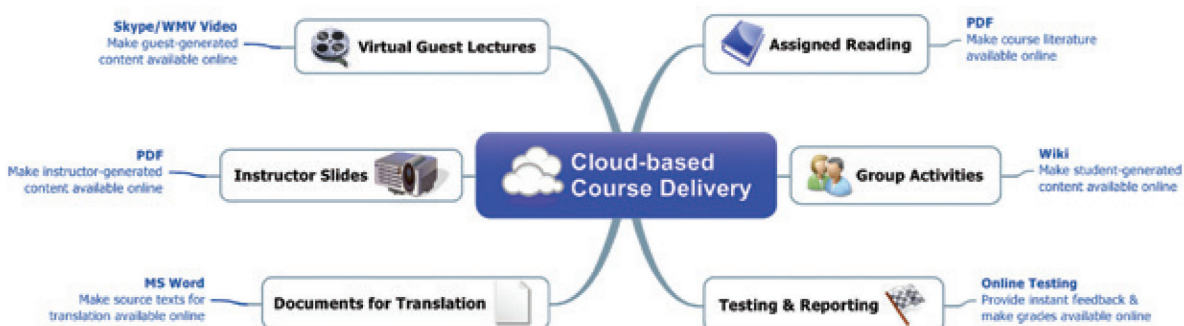 Skype/WMV Video
Make guest-generated
content available online
Virtual Guest Lectures
Assigned Reading
PDF
Make course literature
available online
PDF
Make instructor-generated
content available online
Instructor Slides
Cloud-based
Course Delivery
Group Activities
Wiki
Make student-generated
content available online
MS Word
Make source texts for
translation available online
Documents for Translation
Testing & Reporting
Online Testing
Provide instant feedback &
make grades available online